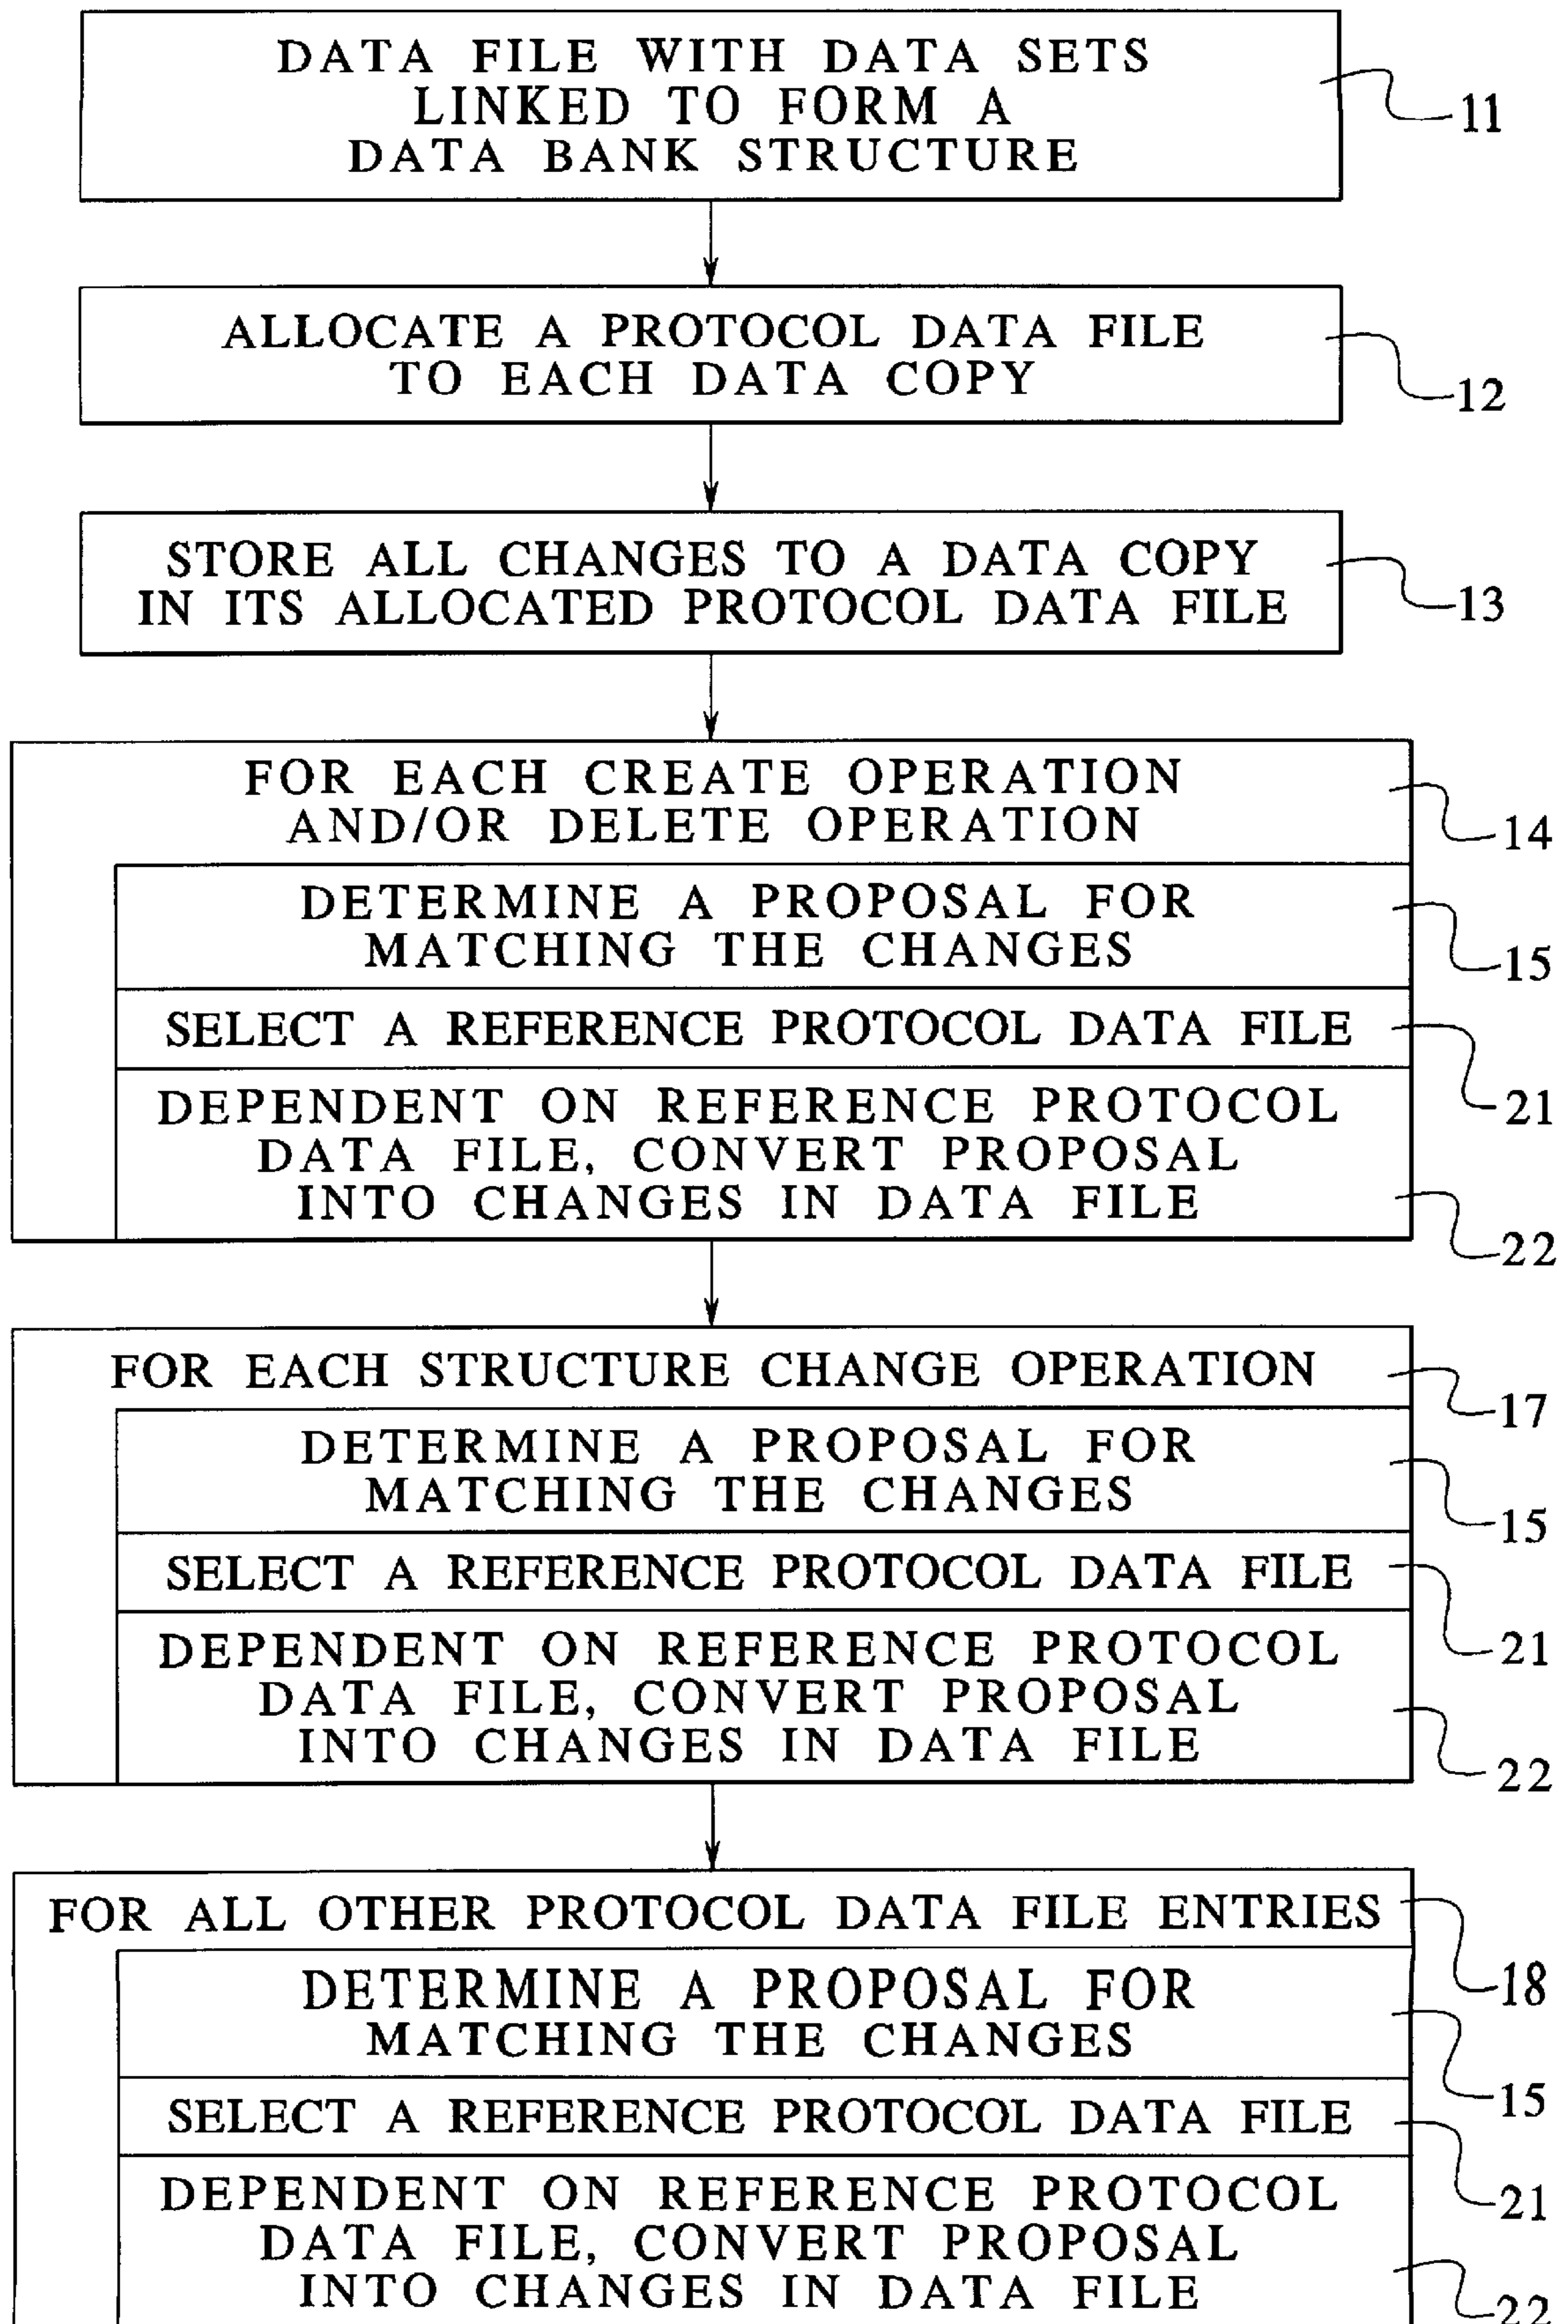 DATA FILE WITH DATA SETS
LINKED TO FORM A
DATA BANK STRUCTURE
11
ALLOCATE A PROTOCOL DATA FILE
TO EACH DATA COPY
12
STORE ALL CHANGES TO A DATA COPY
IN ITS ALLOCATED PROTOCOL DATA FILE
13
FOR EACH CREATE OPERATION
AND/OR DELETE OPERATION
14
DETERMINE A PROPOSAL FOR
MATCHING THE CHANGES
15
SELECT A REFERENCE PROTOCOL DATA FILE
21
DEPENDENT ON REFERENCE PROTOCOL
DATA FILE, CONVERT PROPOSAL
INTO CHANGES IN DATA FILE
22
FOR EACH STRUCTURE CHANGE OPERATION
17
DETERMINE A PROPOSAL FOR
MATCHING THE CHANGES
15
SELECT A REFERENCE PROTOCOL DATA FILE
21
DEPENDENT ON REFERENCE PROTOCOL
DATA FILE, CONVERT PROPOSAL
INTO CHANGES IN DATA FILE
22
FOR ALL OTHER PROTOCOL DATA FILE ENTRIES
18
DETERMINE A PROPOSAL FOR
MATCHING THE CHANGES
15
SELECT A REFERENCE PROTOCOL DATA FILE
21
DEPENDENT ON REFERENCE PROTOCOL
DATA FILE, CONVERT PROPOSAL
INTO CHANGES IN DATA FILE
22